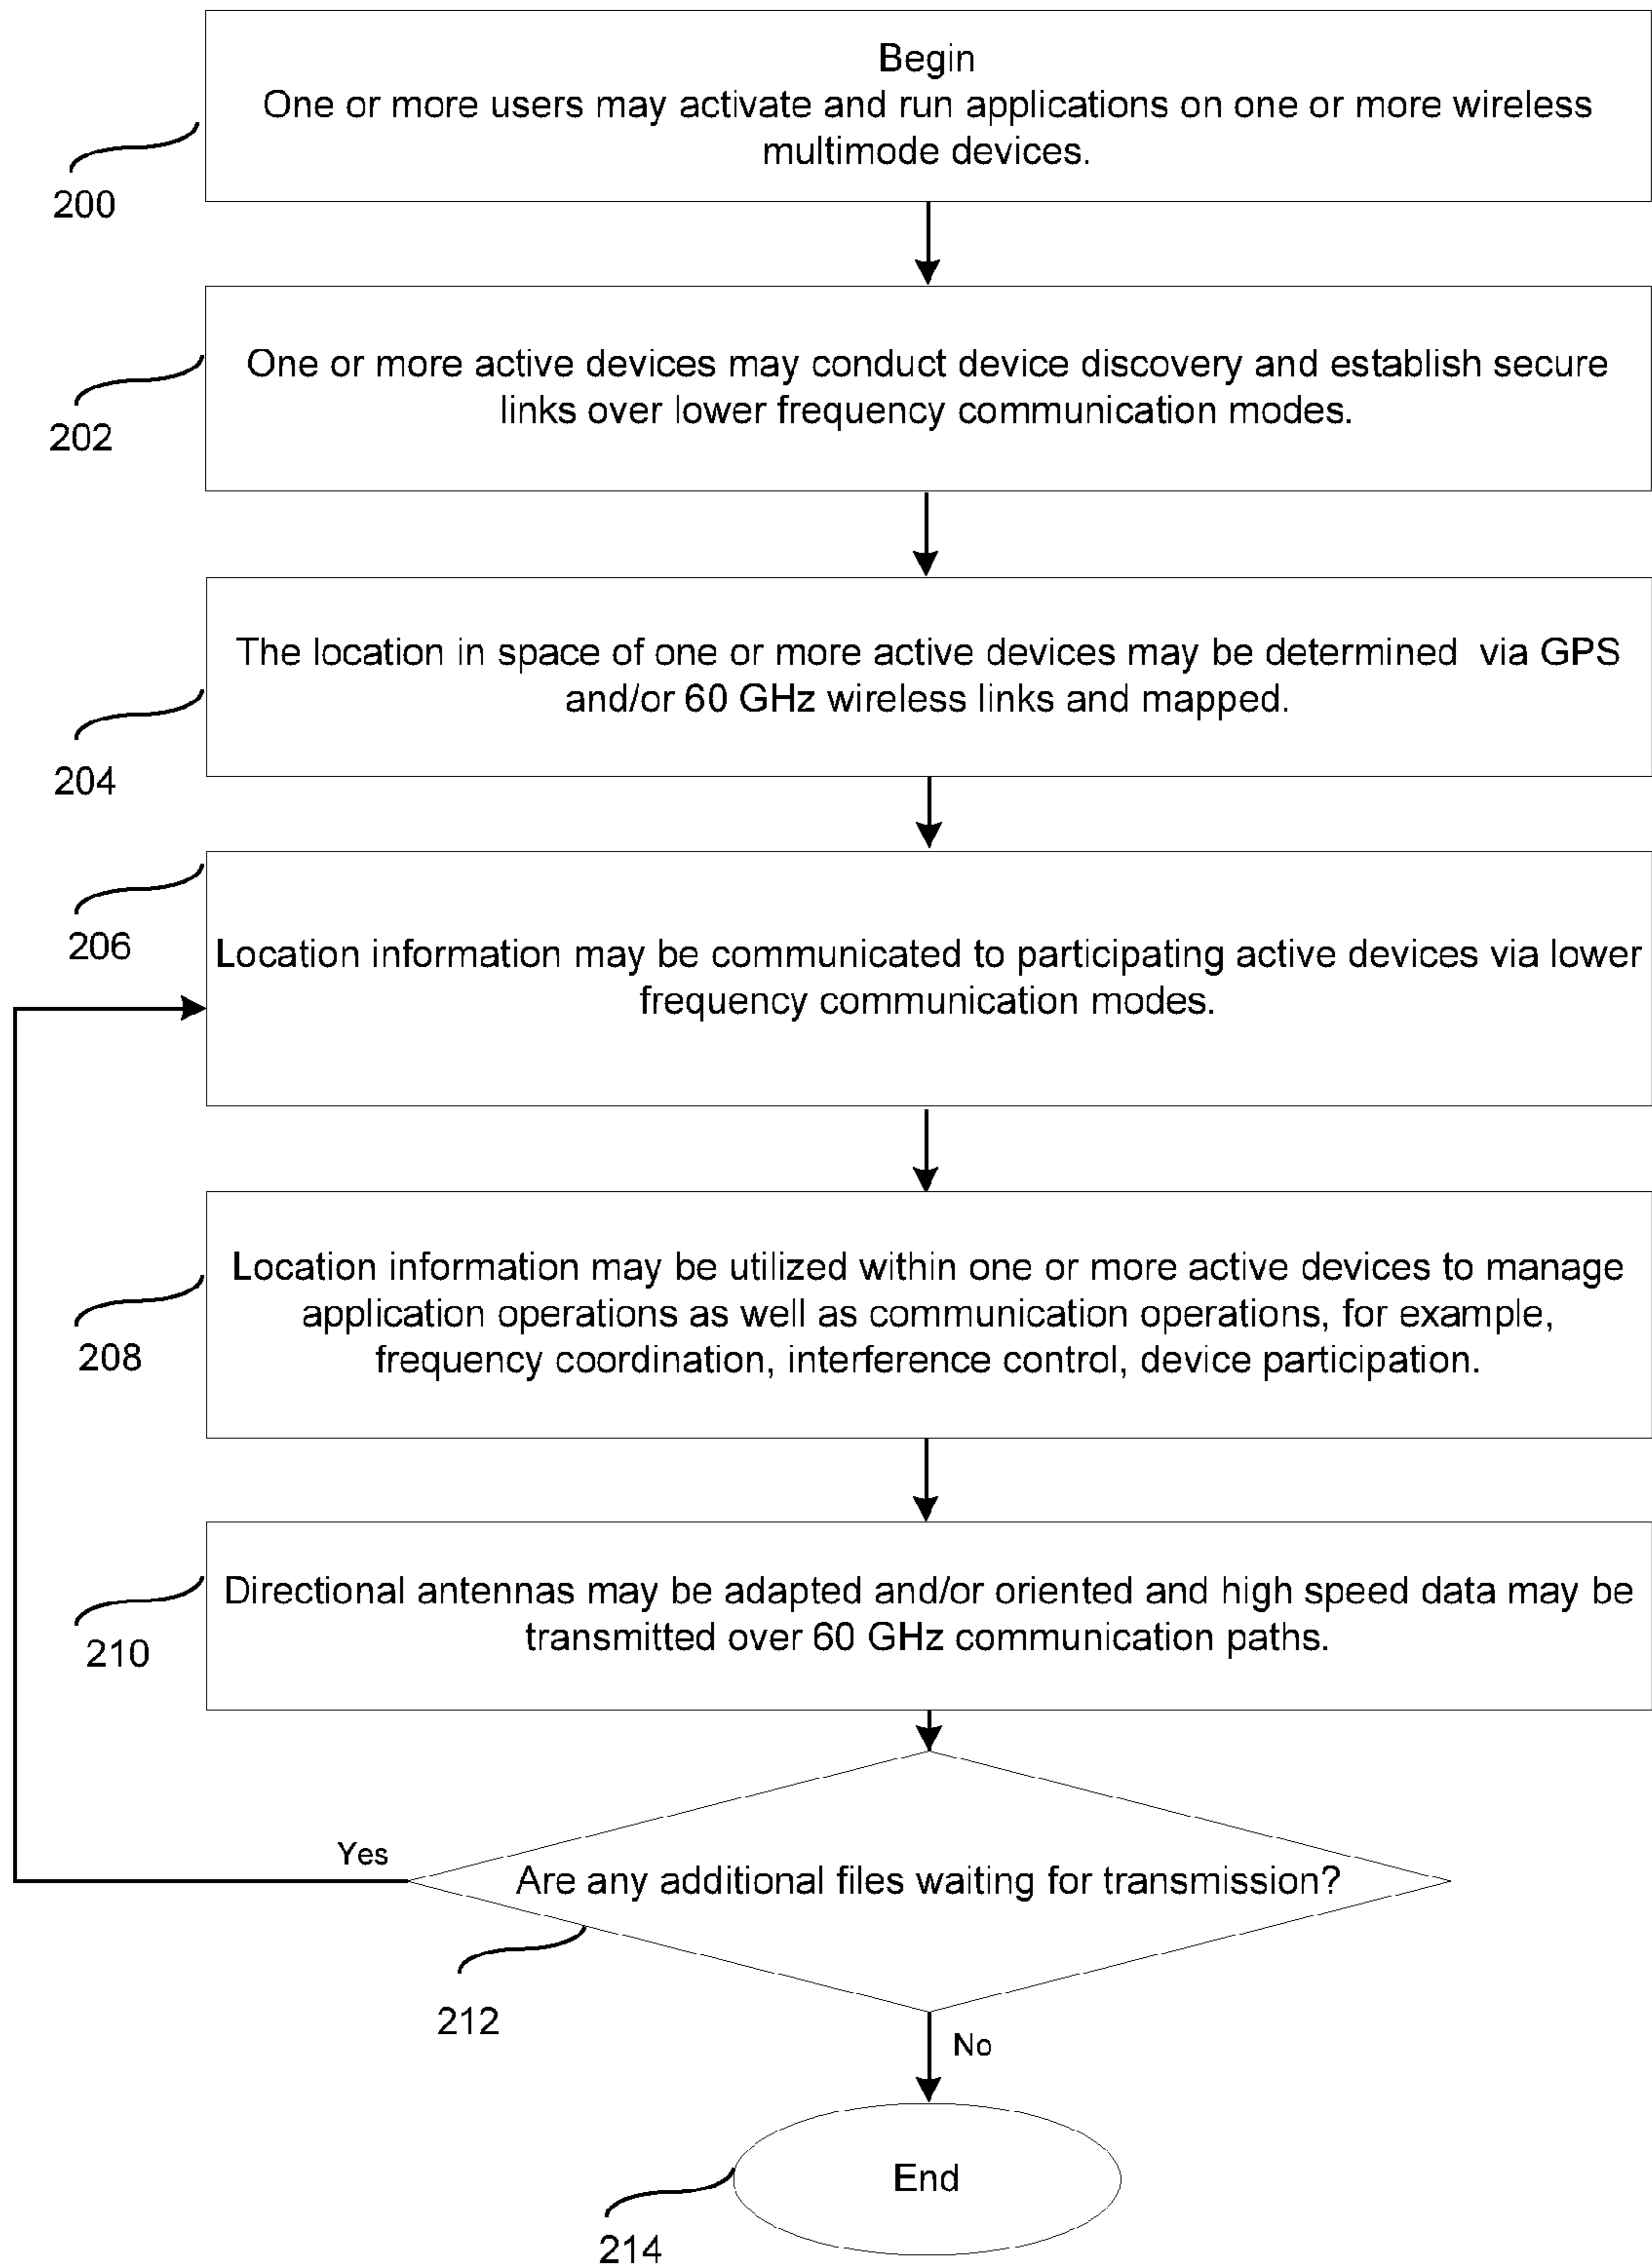 Begin
One or more users may activate and run applications on one or more wireless
multimode devices.
200
One or more active devices may conduct device discovery and establish secure
links over lower frequency communication modes.
202
The location in space of one or more active devices may be determined via GPS
and/or 60 GHz wireless links and mapped.
204
206
Location information may be communicated to participating active devices via lower
frequency communication modes.
Location information may be utilized within one or more active devices to manage
application operations as well as communication operations, for example,
frequency coordination, interference control, device participation.
208
Directional antennas may be adapted and/or oriented and high speed data may be
transmitted over 60 GHz communication paths.
210
Yes
Are any additional files waiting for transmission?
212
No
End
214